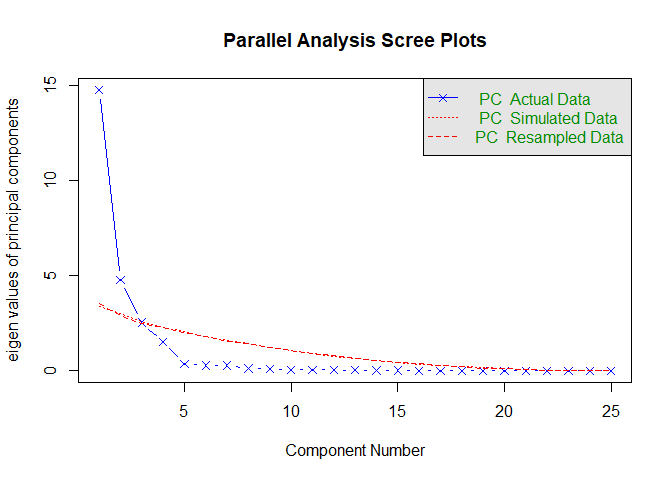 Parallel Analysis Scree Plots
eigen values of principal components
15
10
5
0
PC Actual Data
PC Simulated Data
PC Resampled Data
5 10 15 20 25
Component Number